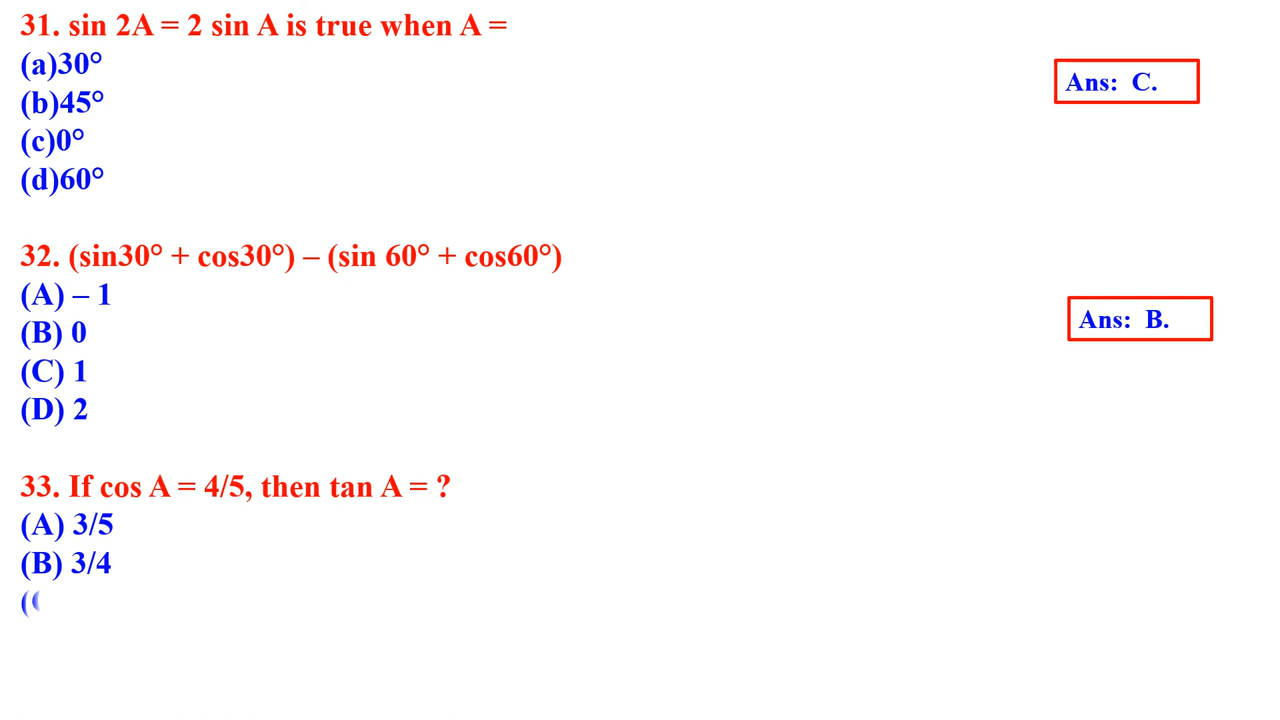 31. sin 2A = 2 sin A is true when A =
(a)30°
(b)45°
(c)0°
(d)60°
Ans: C.
32. (sin30° + cos30°) – (sin 60° + cos60°)
(A) – 1
(B) 0
(C) 1
(D) 2
Ans: B.
33. If cos A = 4/5, then tan A = ?
(A) 3/5
(B) 3/4
(